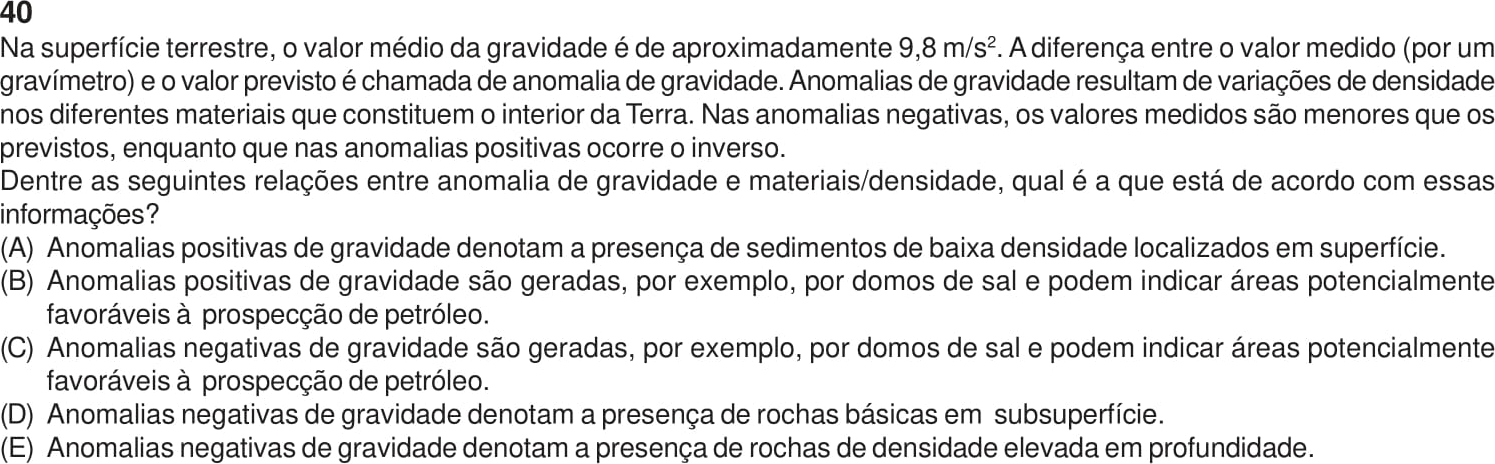 40
Na superfície terrestre, o valor médio da gravidade é de aproximadamente 9,8 m/s². A diferença entre o valor medido (por um
gravímetro) e o valor previsto é chamada de anomalia de gravidade. Anomalias de gravidade resultam de variações de densidade
nos diferentes materiais que constituem o interior da Terra. Nas anomalias negativas, os valores medidos são menores que os
previstos, enquanto que nas anomalias positivas ocorre o inverso.
Dentre as seguintes relações entre anomalia de gravidade e materiais/densidade, qual é a que está de acordo com essas
informações?
(A) Anomalias positivas de gravidade denotam a presença de sedimentos de baixa densidade localizados em superfície.
(B) Anomalias positivas de gravidade são geradas, por exemplo, por domos de sal e podem indicar áreas potencialmente
favoráveis à prospecção de petróleo.
(C) Anomalias negativas de gravidade são geradas, por exemplo, por domos de sal e podem indicar áreas potencialmente
favoráveis à prospecção de petróleo.
(D) Anomalias negativas de gravidade denotam a presença de rochas básicas em subsuperfície.
(E) Anomalias negativas de gravidade denotam a presença de rochas de densidade elevada em profundidade.